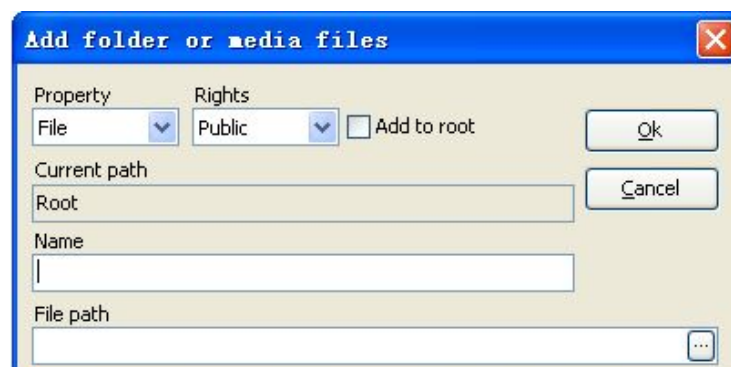 Add folder or media files
Property Rights
File Public Add to root
Ok
Current path
Root
Cancel
Name
File path
...